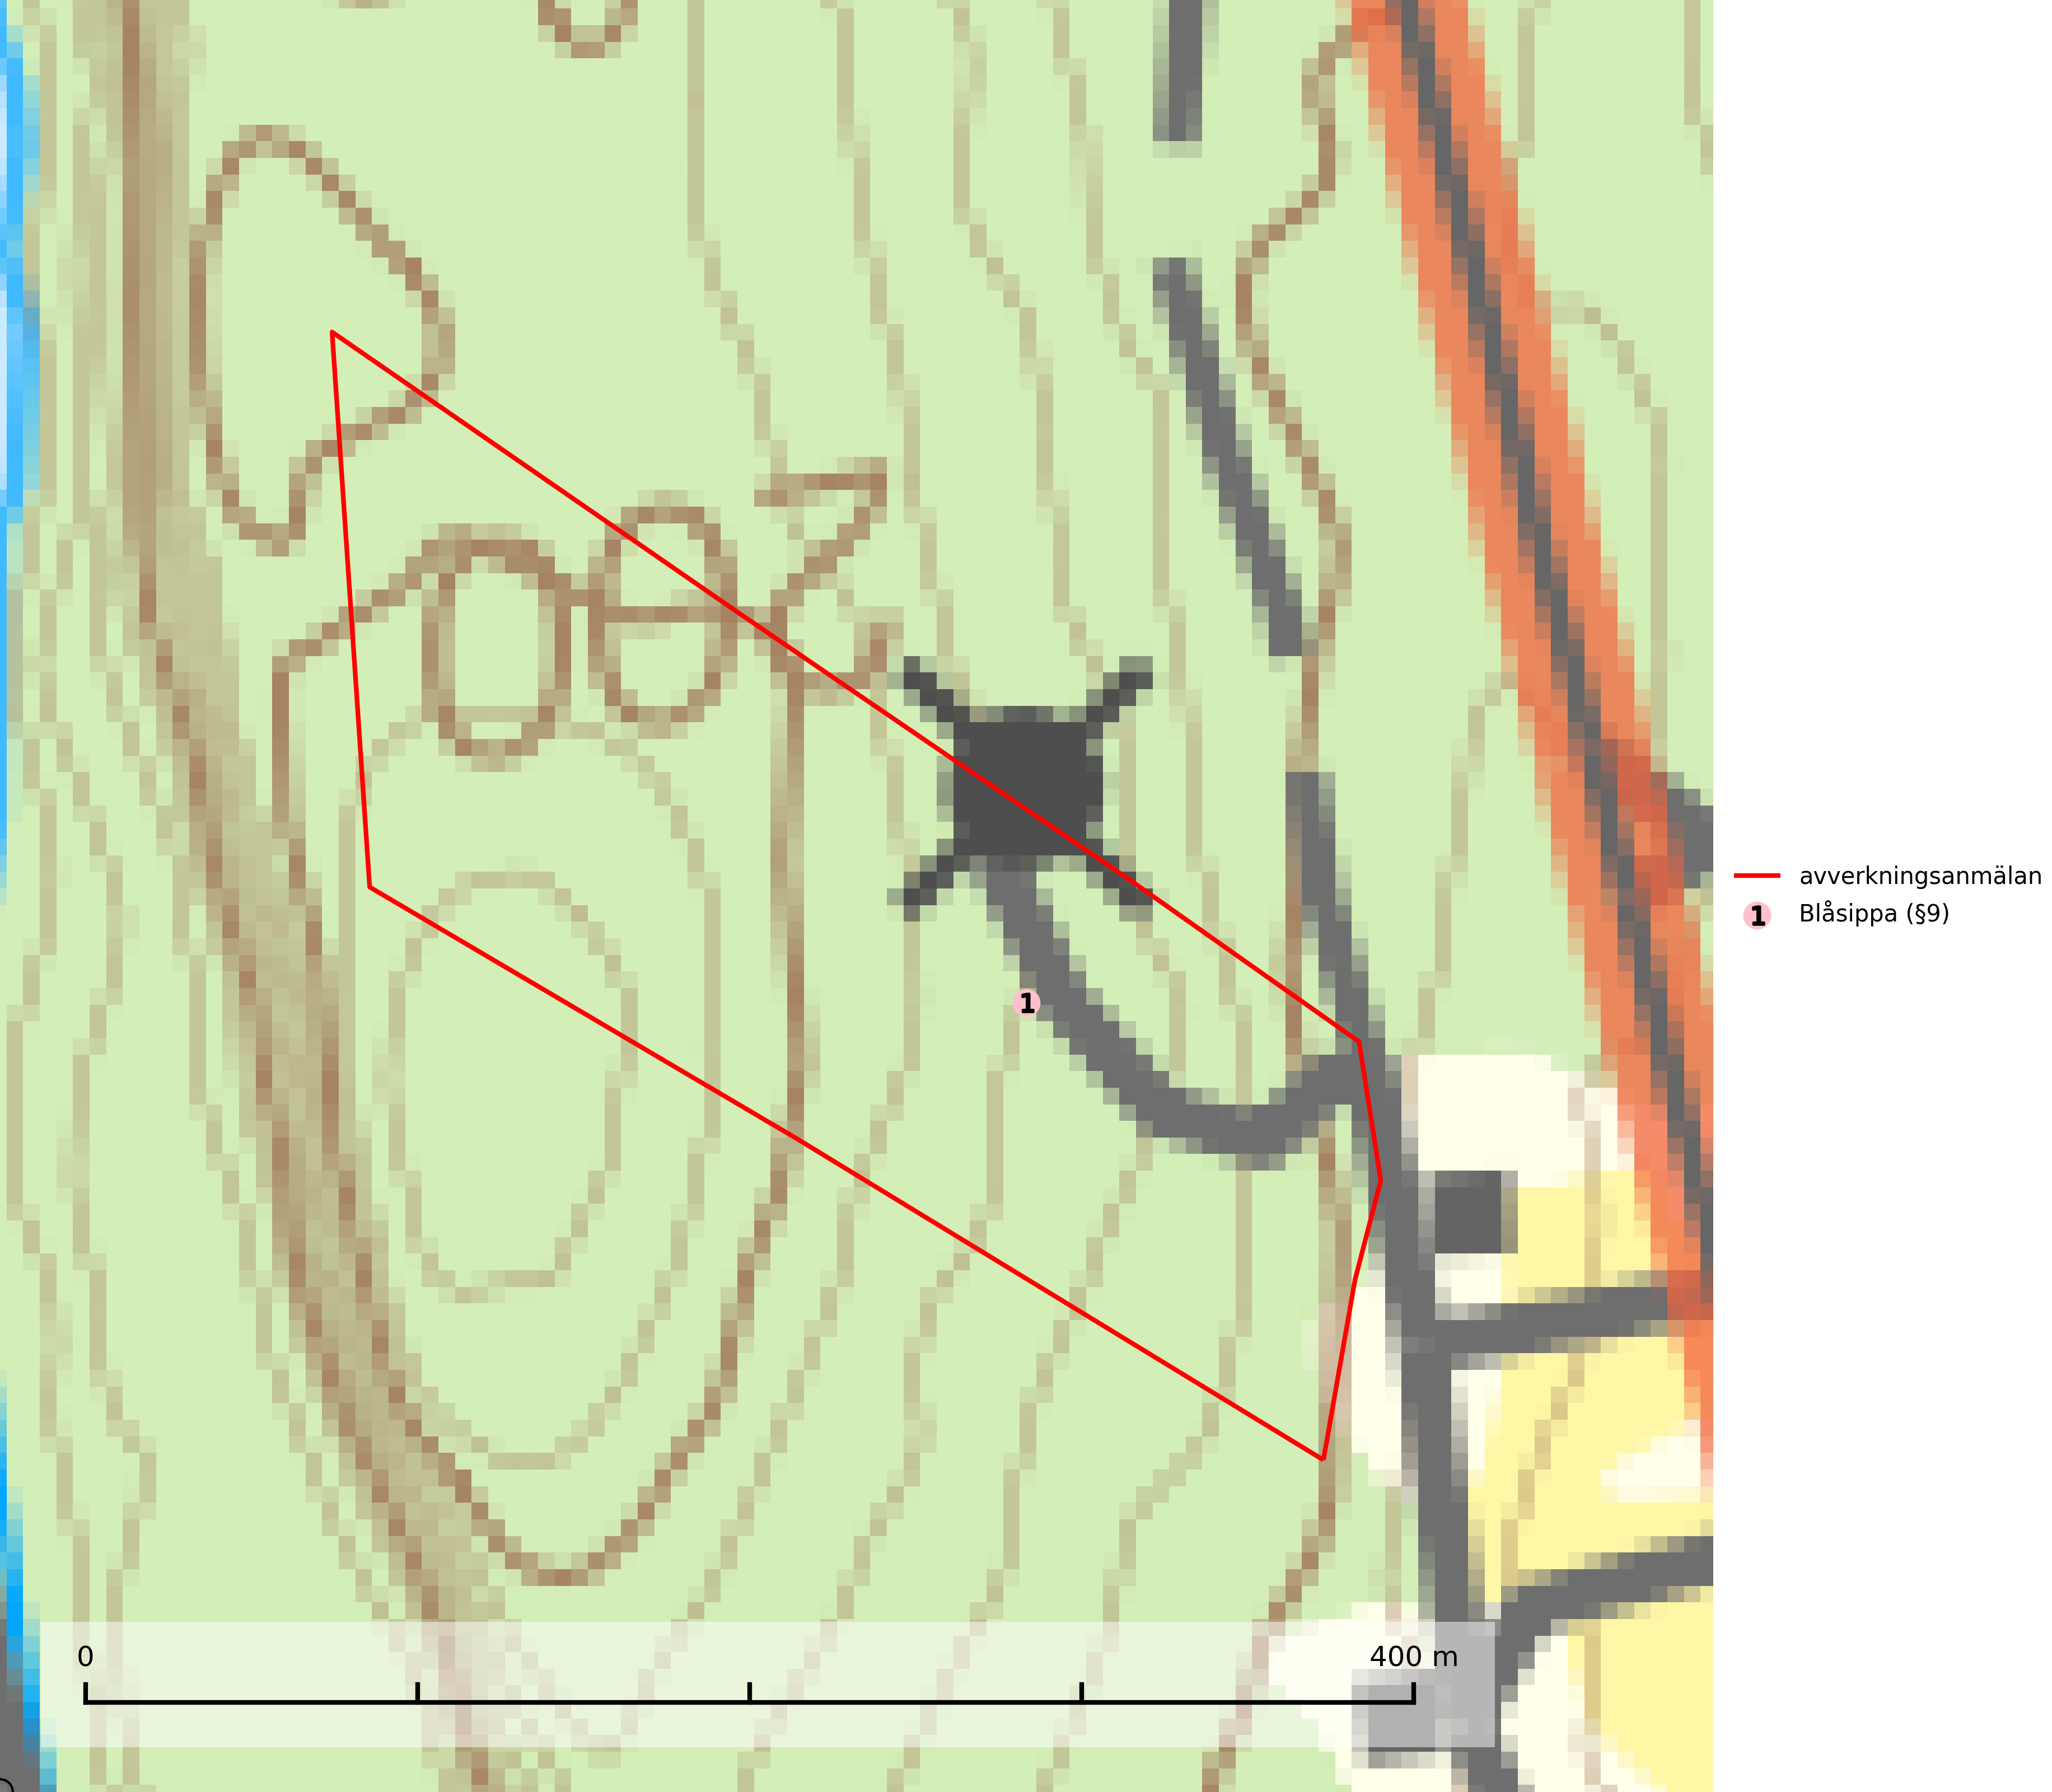 avverkningsanmälan
1 Blåsippa (§9)
1
0 400 m